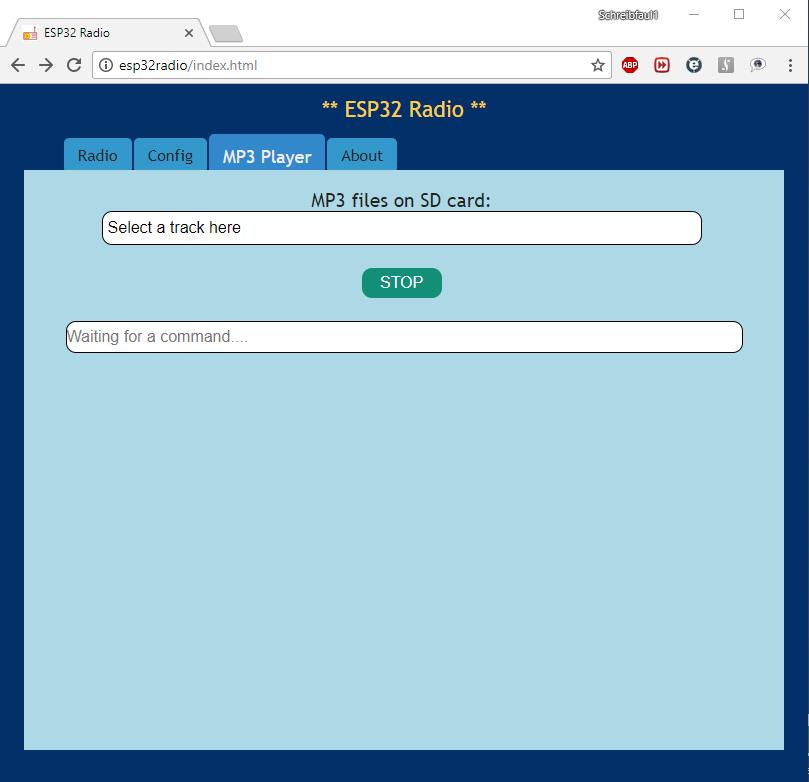 Schreibfaul1
ESP32 Radio
esp32radio/index.html
ABP
** ESP32 Radio **
Radio Config MP3 Player About
MP3 files on SD card:
Select a track here
STOP
Waiting for a command....